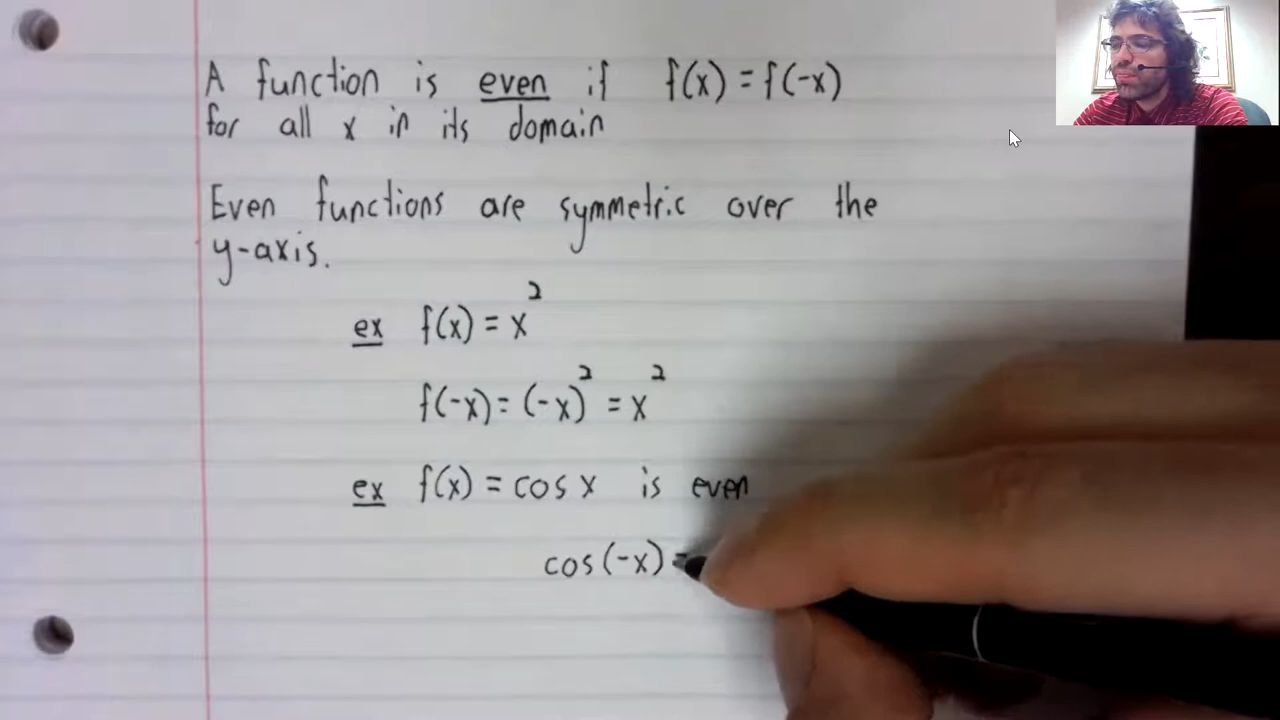 A function is even if f(x) = f(-x)
for all x in its domain
Even functions are symmetric over the
y-axis.
ex f(x) = x²
f(-x) = (-x)² = x²
ex f(x) = cos x is even
cos(-x) =